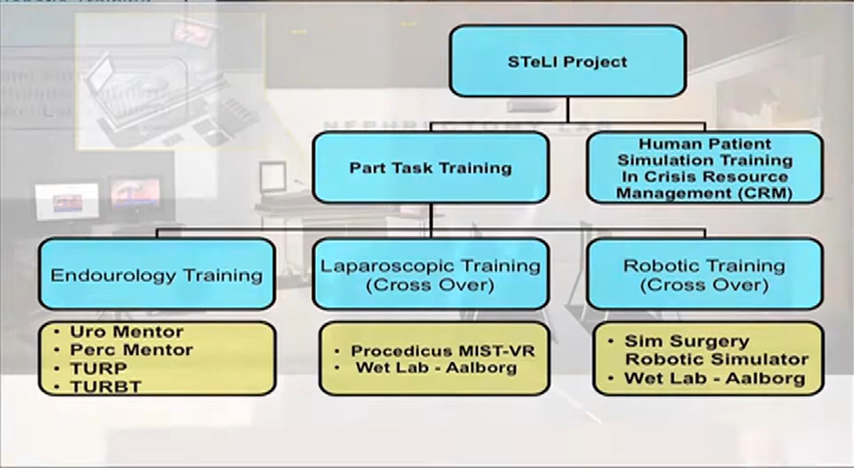 STeLI Project
Part Task Training
Human Patient
Simulation Training
In Crisis Resource
Management (CRM)
Endourology Training
Laparoscopic Training
(Cross Over)
Robotic Training
(Cross Over)
• Uro Mentor
• Perc Mentor
• TURP
• TURBT
• Procedicus MIST-VR
• Wet Lab - Aalborg
• Sim Surgery
Robotic Simulator
• Wet Lab - Aalborg
NEPHRECTOMY LAB